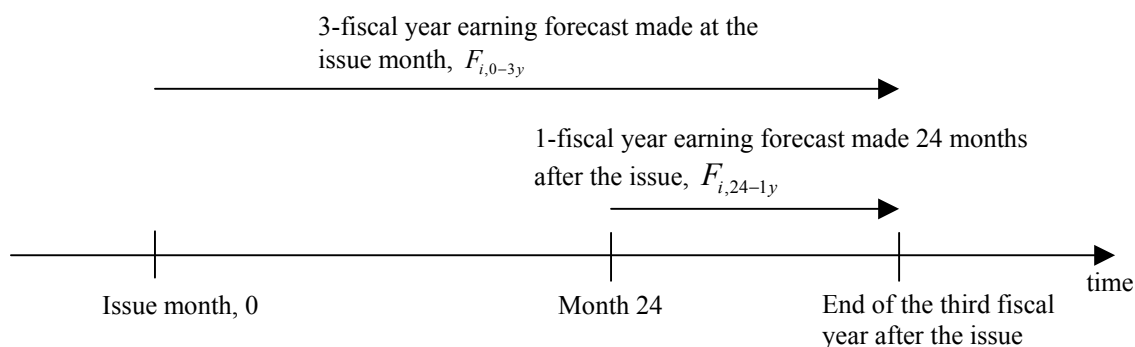 3-fiscal year earning forecast made at the
issue month, F_{i,0-3y}
1-fiscal year earning forecast made 24 months
after the issue, F_{i,24-1y}
time
Issue month, 0
Month 24
End of the third fiscal
year after the issue